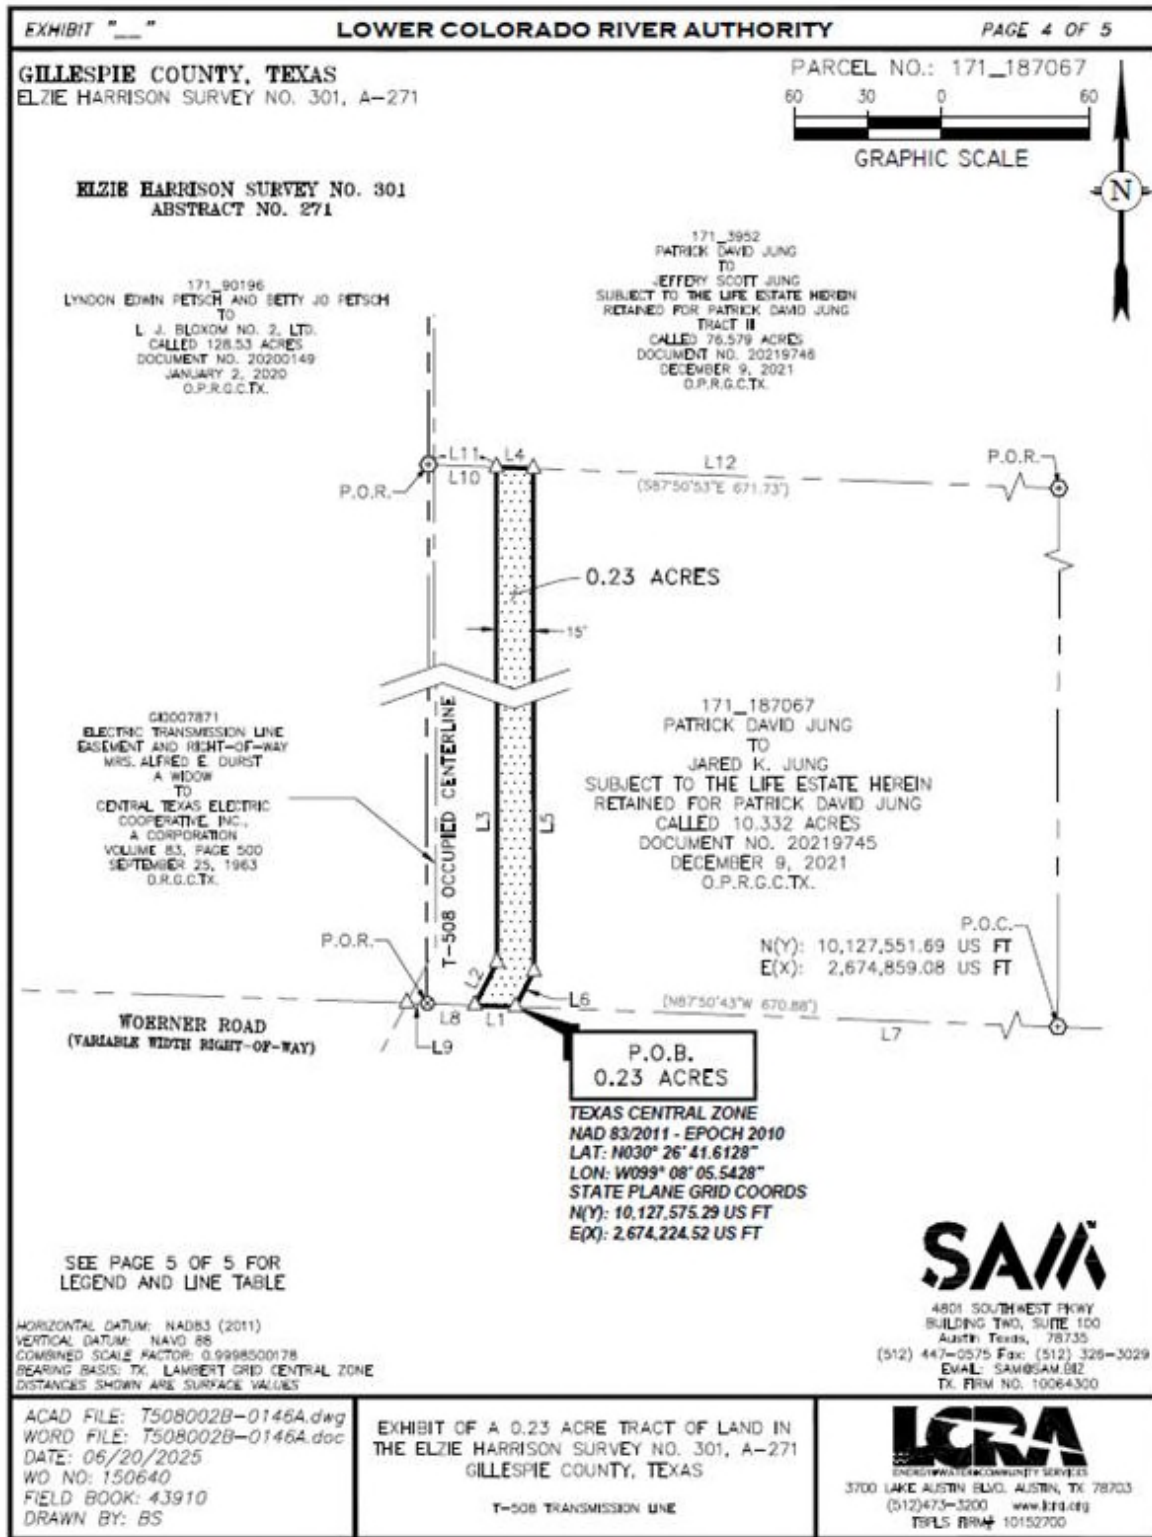 EXHIBIT "__"
LOWER COLORADO RIVER AUTHORITY
PAGE 4 OF 5
GILLESPIE COUNTY, TEXAS
ELZIE HARRISON SURVEY NO. 301, A-271
PARCEL NO.: 171_187067
60 30 0 60
GRAPHIC SCALE
N
ELZIE HARRISON SURVEY NO. 301
ABSTRACT NO. 271
171_90196
LYNDON EDWIN PETSCH AND BETTY JO PETSCH
TO
L. J. BLOXOM NO. 2, LTD.
CALLED 128.53 ACRES
DOCUMENT NO. 20200149
JANUARY 2, 2020
O.P.R.G.C.TX.
171_3952
PATRICK DAVID JUNG
TO
JEFFERY SCOTT JUNG
SUBJECT TO THE LIFE ESTATE HEREIN
RETAINED FOR PATRICK DAVID JUNG
TRACT II
CALLED 76.579 ACRES
DOCUMENT NO. 20219746
DECEMBER 9, 2021
O.P.R.G.C.TX.
L11
L4
L10
L12
P.O.R.
P.O.R.
(S87°50'53"E 671.73')
0.23 ACRES
15'
GI0007871
ELECTRIC TRANSMISSION LINE
EASEMENT AND RIGHT-OF-WAY
MRS. ALFRED E. DURST
A WIDOW
TO
CENTRAL TEXAS ELECTRIC
COOPERATIVE, INC.,
A CORPORATION
VOLUME 83, PAGE 500
SEPTEMBER 25, 1963
D.R.G.C.TX.
T-508 OCCUPIED CENTERLINE
L3
L5
171_187067
PATRICK DAVID JUNG
TO
JARED K. JUNG
SUBJECT TO THE LIFE ESTATE HEREIN
RETAINED FOR PATRICK DAVID JUNG
CALLED 10.332 ACRES
DOCUMENT NO. 20219745
DECEMBER 9, 2021
O.P.R.G.C.TX.
P.O.R.
P.O.C.
N(Y): 10,127,551.69 US FT
E(X): 2,674,859.08 US FT
L2
L6
(N87°50'43"W 670.88')
L8
L1
L7
L9
WOERNER ROAD
(VARIABLE WIDTH RIGHT-OF-WAY)
P.O.B.
0.23 ACRES
TEXAS CENTRAL ZONE
NAD 83/2011 - EPOCH 2010
LAT: N030° 26' 41.6128"
LON: W099° 08' 05.5428"
STATE PLANE GRID COORDS
N(Y): 10,127,575.29 US FT
E(X): 2,674,224.52 US FT
SEE PAGE 5 OF 5 FOR
LEGEND AND LINE TABLE
HORIZONTAL DATUM: NAD83 (2011)
VERTICAL DATUM: NAVD 88
COMBINED SCALE FACTOR: 0.9998500178
BEARING BASIS: TX. LAMBERT GRID CENTRAL ZONE
DISTANCES SHOWN ARE SURFACE VALUES
SAM
4801 SOUTHWEST PKWY
BUILDING TWO, SUITE 100
Austin Texas, 78735
(512) 447-0575 Fax: (512) 326-3029
EMAIL: SAM@SAM.BIZ
TX. FIRM NO. 10064300
ACAD FILE: T508002B-0146A.dwg
WORD FILE: T508002B-0146A.doc
DATE: 06/20/2025
WO NO: 150640
FIELD BOOK: 43910
DRAWN BY: BS
EXHIBIT OF A 0.23 ACRE TRACT OF LAND IN
THE ELZIE HARRISON SURVEY NO. 301, A-271
GILLESPIE COUNTY, TEXAS
T-508 TRANSMISSION LINE
LCRA
ENERGY•WATER•COMMUNITY SERVICES
3700 LAKE AUSTIN BLVD. AUSTIN, TX 78703
(512)473-3200 www.lcra.org
TBPLS FIRM# 10152700